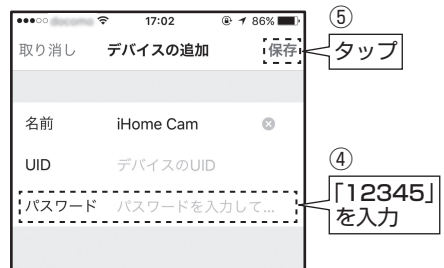 docomo 17:02 86%
取り消し デバイスの追加 保存
⑤
タップ
名前 iHome Cam
UID デバイスのUID
パスワード パスワードを入力して...
④
「12345」
を入力